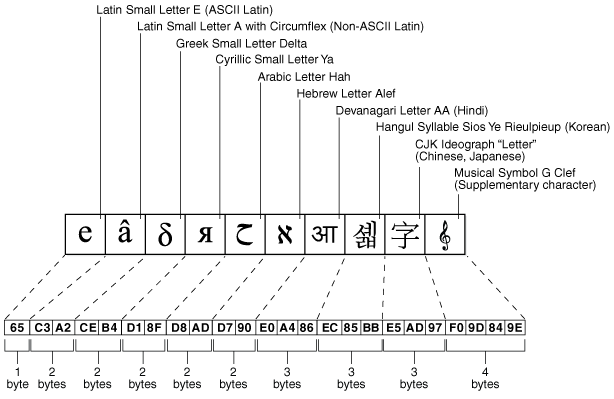 Latin Small Letter E (ASCII Latin)
Latin Small Letter A with Circumflex (Non-ASCII Latin)
Greek Small Letter Delta
Cyrillic Small Letter Ya
Arabic Letter Hah
Hebrew Letter Alef
Devanagari Letter AA (Hindi)
Hangul Syllable Sios Ye Rieulpieup (Korean)
CJK Ideograph “Letter”
(Chinese, Japanese)
Musical Symbol G Clef
(Supplementary character)
e â δ я ح א आ 셻 字 𝄞
65 C3 A2 CE B4 D1 8F D8 AD D7 90 E0 A4 86 EC 85 BB E5 AD 97 F0 9D 84 9E
1 2 2 2 2 2 3 3 3 4
byte bytes bytes bytes bytes bytes bytes bytes bytes bytes